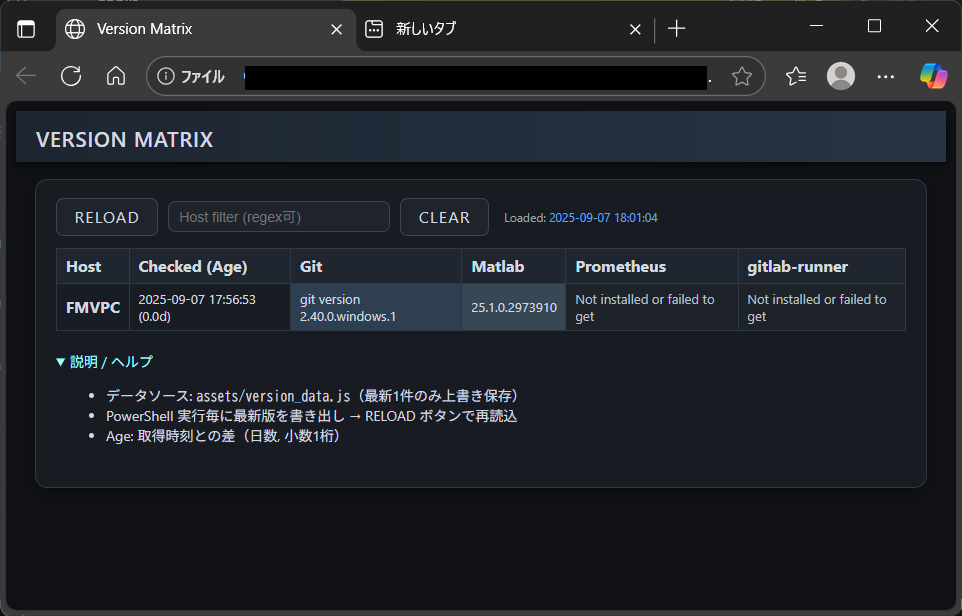 Version Matrix
新しいタブ
ファイル
.
VERSION MATRIX
RELOAD
Host filter (regex可)
CLEAR
Loaded: 2025-09-07 18:01:04
Host Checked (Age) Git Matlab Prometheus gitlab-runner
FMVPC
2025-09-07 17:56:53
(0.0d)
git version
2.40.0.windows.1
25.1.0.2973910
Not installed or failed to
get
Not installed or failed to
get
▼ 説明 / ヘルプ
• データソース: assets/version_data.js（最新1件のみ上書き保存）
• PowerShell 実行毎に最新版を書き出し → RELOAD ボタンで再読込
• Age: 取得時刻との差（日数, 小数1桁）